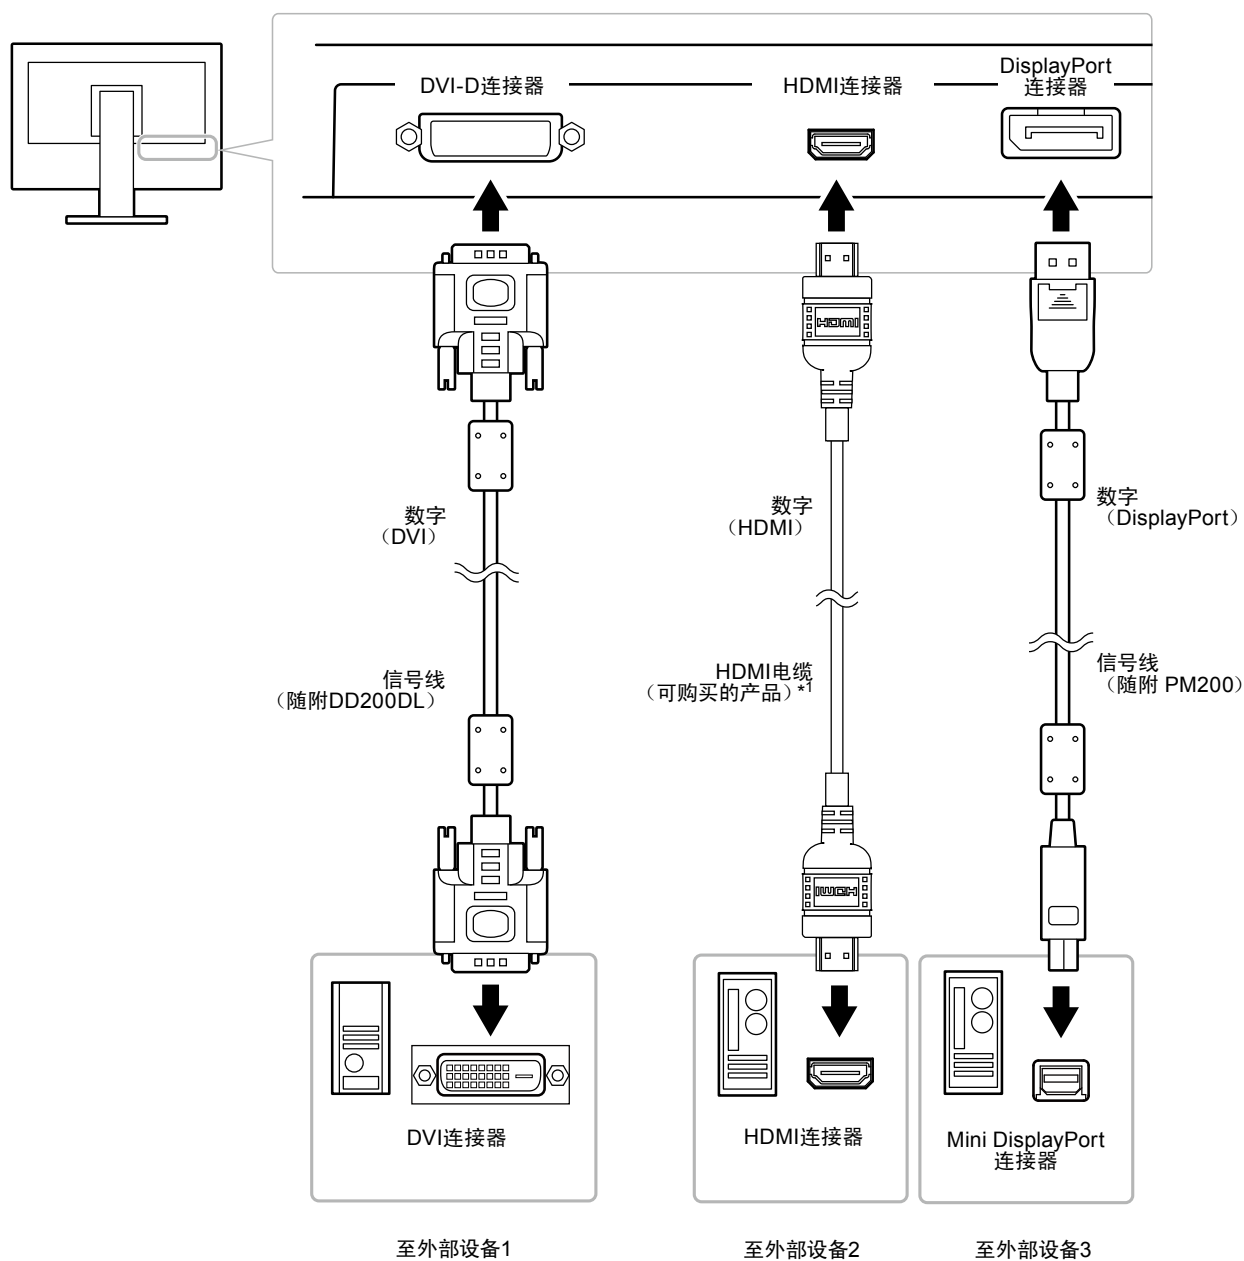 DVI-D连接器
HDMI连接器
DisplayPort
连接器
HDMI
数字
（DVI）
数字
（HDMI）
数字
（DisplayPort）
信号线
（随附DD200DL）
HDMI电缆
（可购买的产品）*1
信号线
（随附 PM200）
HDMI
DVI连接器
HDMI连接器
Mini DisplayPort
连接器
至外部设备1
至外部设备2
至外部设备3